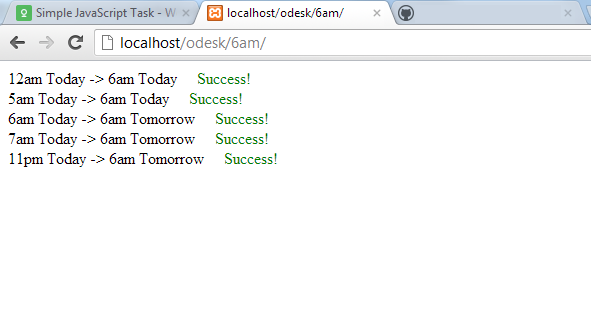 Simple JavaScript Task - W
localhost/odesk/6am/
localhost/odesk/6am/
12am Today -> 6am Today Success!
5am Today -> 6am Today Success!
6am Today -> 6am Tomorrow Success!
7am Today -> 6am Tomorrow Success!
11pm Today -> 6am Tomorrow Success!